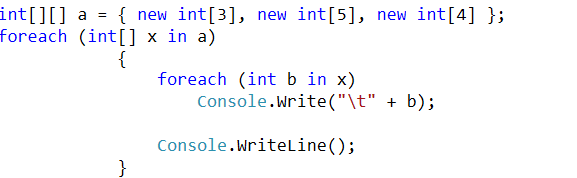 int[][] a = { new int[3], new int[5], new int[4] };
foreach (int[] x in a)
{
foreach (int b in x)
Console.Write("\t" + b);
Console.WriteLine();
}